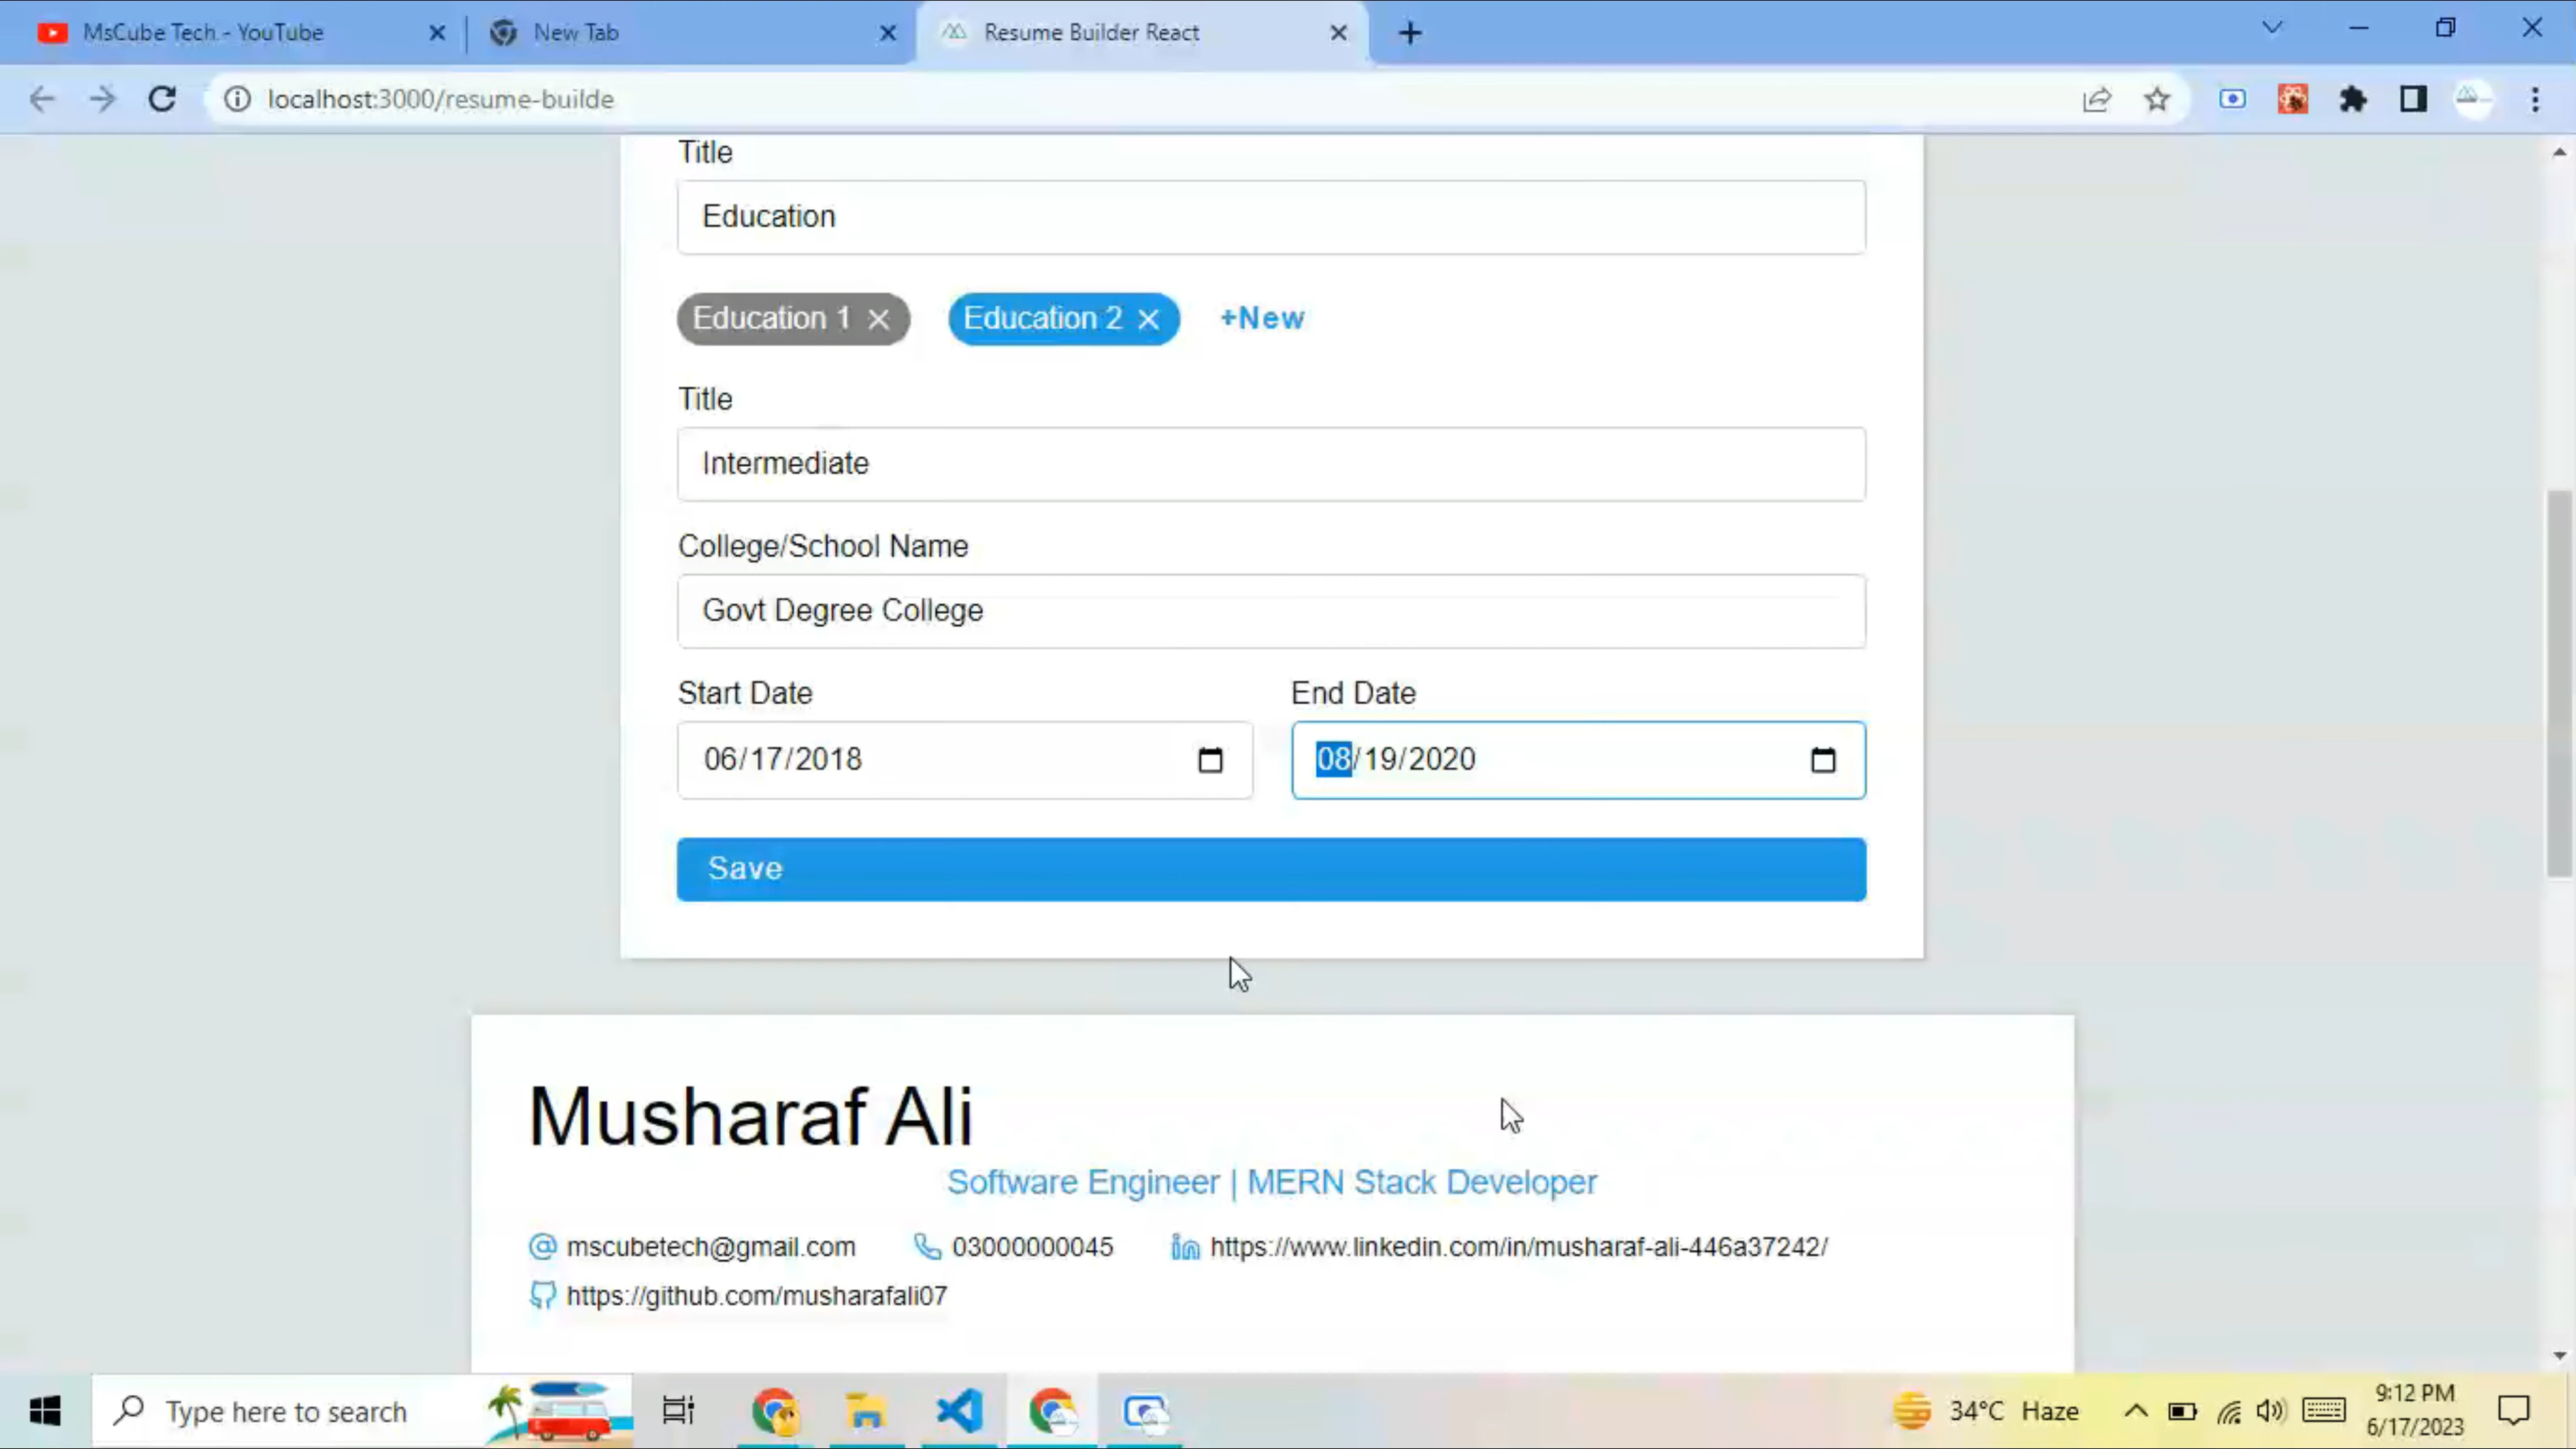 MsCube Tech - YouTube
New Tab
Resume Builder React
localhost:3000/resume-builde
Title
Education
Education 1
Education 2
+New
Title
Intermediate
College/School Name
Govt Degree College
Start Date
End Date
06/17/2018
08/19/2020
Save
Musharaf Ali
Software Engineer | MERN Stack Developer
mscubetech@gmail.com
03000000045
https://www.linkedin.com/in/musharaf-ali-446a37242/
https://github.com/musharafali07
Type here to search
34°C Haze
9:12 PM
6/17/2023